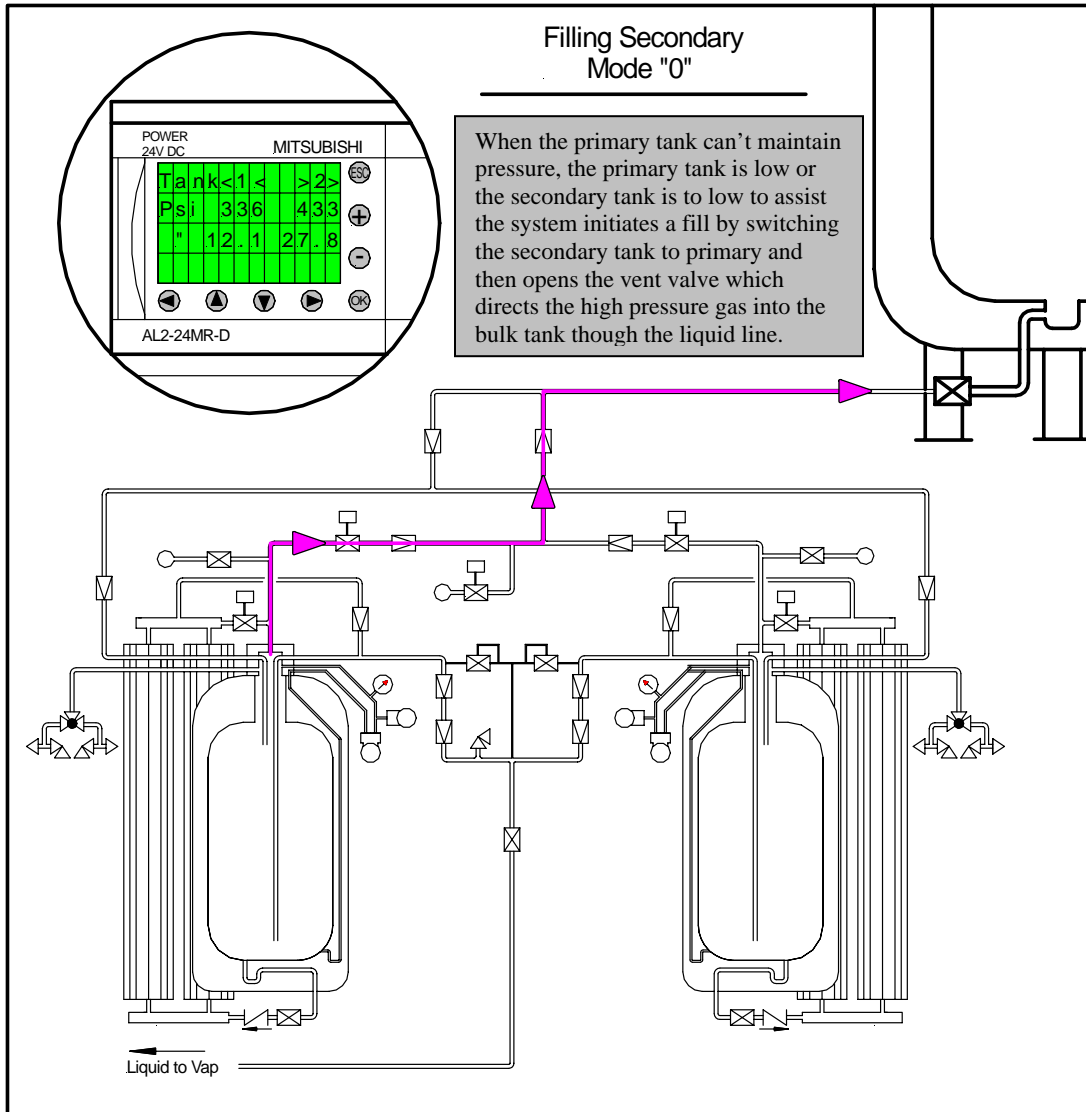 Filling Secondary
Mode "0"
When the primary tank can't maintain
pressure, the primary tank is low or
the secondary tank is to low to assist
the system initiates a fill by switching
the secondary tank to primary and
then opens the vent valve which
directs the high pressure gas into the
bulk tank though the liquid line.
POWER
24V DC
MITSUBISHI
Tank<1< >2>
Psi 336 433
" 12.1 27.8
ESC
+
-
OK
AL2-24MR-D
Liquid to Vap